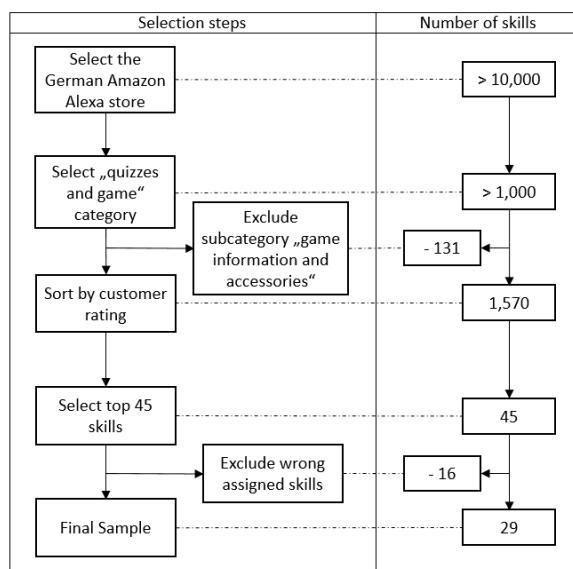 Selection steps
Number of skills
Select the
German Amazon
Alexa store
> 10,000
Select „quizzes
and game“
category
> 1,000
Exclude
subcategory „game
information and
accessories“
- 131
Sort by customer
rating
1,570
Select top 45
skills
45
Exclude wrong
assigned skills
- 16
Final Sample
29